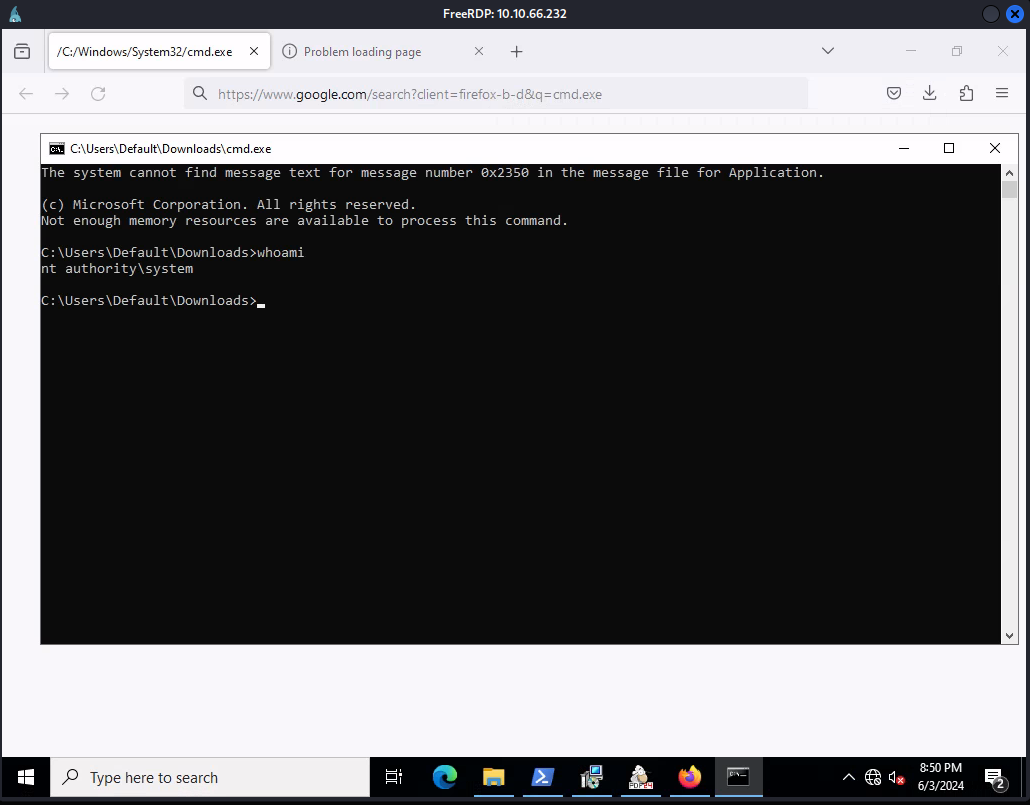 FreeRDP: 10.10.66.232
/C:/Windows/System32/cmd.exe
Problem loading page
https://www.google.com/search?client=firefox-b-d&q=cmd.exe
C:\Users\Default\Downloads\cmd.exe
The system cannot find message text for message number 0x2350 in the message file for Application.
(c) Microsoft Corporation. All rights reserved.
Not enough memory resources are available to process this command.
C:\Users\Default\Downloads>whoami
nt authority\system
C:\Users\Default\Downloads>
Type here to search
PDF24
8:50 PM
6/3/2024
2